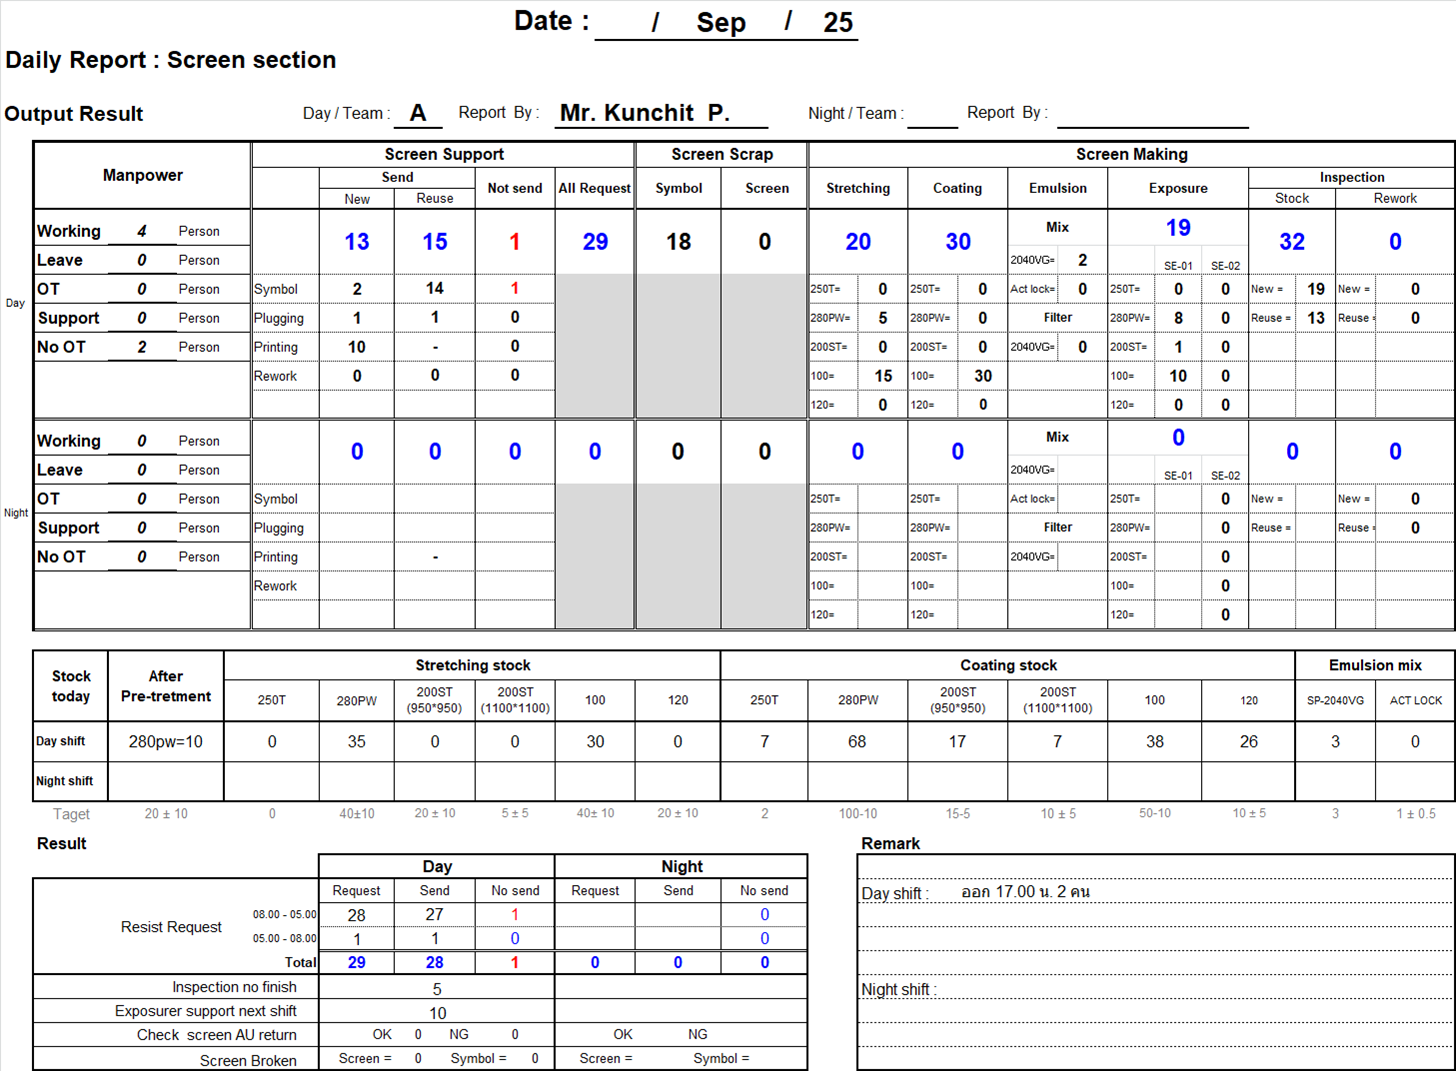 Date : / Sep / 25
Daily Report : Screen section
Output Result Day / Team : A Report By : Mr. Kunchit P. Night / Team : Report By :
Manpower Screen Support Screen Scrap Screen Making
Send Not send All Request Symbol Screen Stretching Coating Emulsion Exposure Inspection
New Reuse Stock Rework
Day
Working 4 Person 13 15 1 29 18 0 20 30 Mix 19 32 0
Leave 0 Person 2040VG= 2 SE-01 SE-02
OT 0 Person Symbol 2 14 1 250T= 0 250T= 0 Act lock= 0 250T= 0 0 New = 19 New = 0
Support 0 Person Plugging 1 1 0 280PW= 5 280PW= 0 Filter 280PW= 8 0 Reuse = 13 Reuse = 0
No OT 2 Person Printing 10 - 0 200ST= 0 200ST= 0 2040VG= 0 200ST= 1 0
Rework 0 0 0 100= 15 100= 30 100= 10 0
120= 0 120= 0 120= 0 0
Night
Working 0 Person 0 0 0 0 0 0 0 0 Mix 0 0 0
Leave 0 Person 2040VG= SE-01 SE-02
OT 0 Person Symbol 250T= 250T= Act lock= 250T= 0 New = New = 0
Support 0 Person Plugging 280PW= 280PW= Filter 280PW= 0 Reuse = Reuse = 0
No OT 0 Person Printing - 200ST= 200ST= 2040VG= 200ST= 0
Rework 100= 100= 100= 0
120= 120= 120= 0
Stock today After Pre-tretment Stretching stock Coating stock Emulsion mix
250T 280PW 200ST (950*950) 200ST (1100*1100) 100 120 250T 280PW 200ST (950*950) 200ST (1100*1100) 100 120 SP-2040VG ACT LOCK
Day shift 280pw=10 0 35 0 0 30 0 7 68 17 7 38 26 3 0
Night shift
Taget 20 ± 10 0 40±10 20 ± 10 5 ± 5 40± 10 20 ± 10 2 100-10 15-5 10 ± 5 50-10 10 ± 5 3 1 ± 0.5
Result
Day Night
Request Send No send Request Send No send
Resist Request
08.00 - 05.00 28 27 1 0
05.00 - 08.00 1 1 0 0
Total 29 28 1 0 0 0
Inspection no finish 5
Exposurer support next shift 10
Check screen AU return OK 0 NG 0 OK NG
Screen Broken Screen = 0 Symbol = 0 Screen = Symbol =
Remark
Day shift : ออก 17.00 น. 2 คน
Night shift :